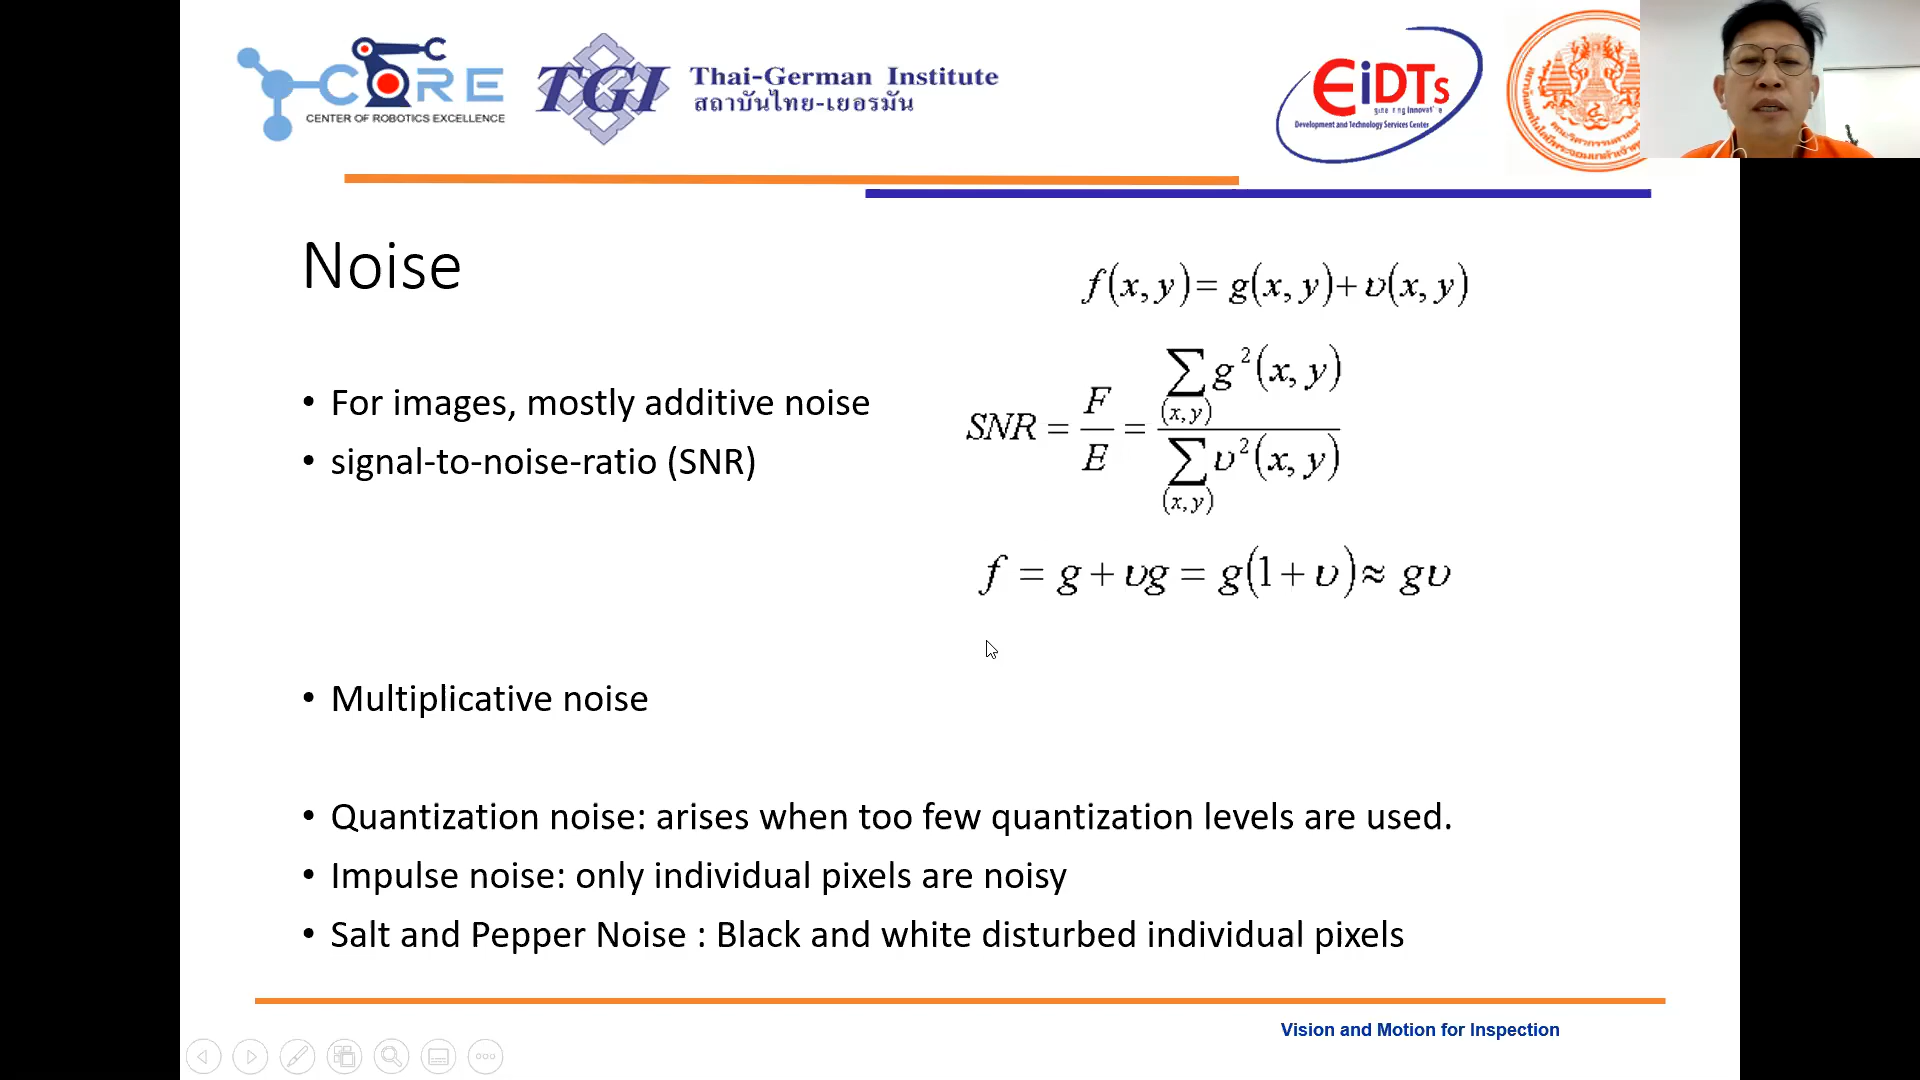 CORE
CENTER OF ROBOTICS EXCELLENCE
TGI
Thai-German Institute
สถาบันไทย-เยอรมัน
EiDTs
Development and Technology Services Center
Noise
f(x, y)= g(x, y)+ υ(x, y)
• For images, mostly additive noise
• signal-to-noise-ratio (SNR)
SNR = F/E = ∑(x,y) g²(x, y) / ∑(x,y) υ²(x, y)
f = g + υg = g(1+ υ)≈ gυ
• Multiplicative noise
• Quantization noise: arises when too few quantization levels are used.
• Impulse noise: only individual pixels are noisy
• Salt and Pepper Noise : Black and white disturbed individual pixels
Vision and Motion for Inspection